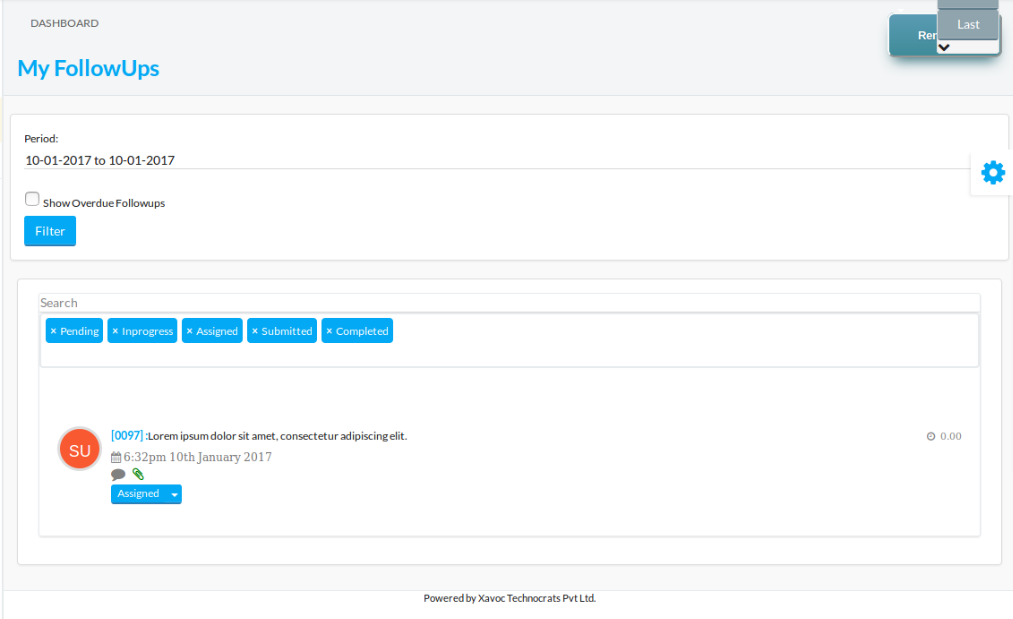 DASHBOARD
Last
My FollowUps
Period:
10-01-2017 to 10-01-2017
Show Overdue Followups
Filter
Search
× Pending × Inprogress × Assigned × Submitted × Completed
SU
[0097] :Lorem ipsum dolor sit amet, consectetur adipiscing elit.
0.00
6:32pm 10th January 2017
Assigned
Powered by Xavoc Technocrats Pvt Ltd.